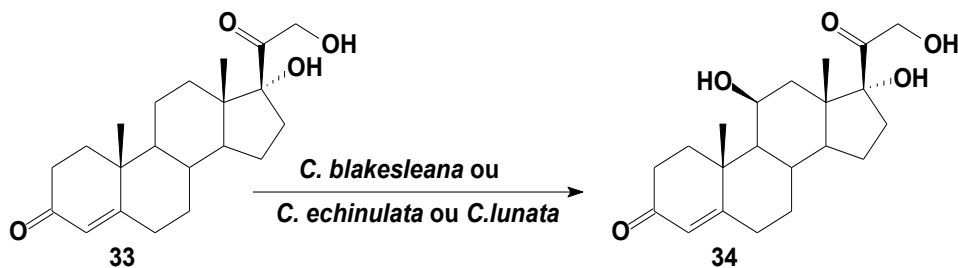 O
OH
OH
O
33
C. blakesleana ou
C. echinulata ou C.lunata
O
OH
HO
OH
O
34